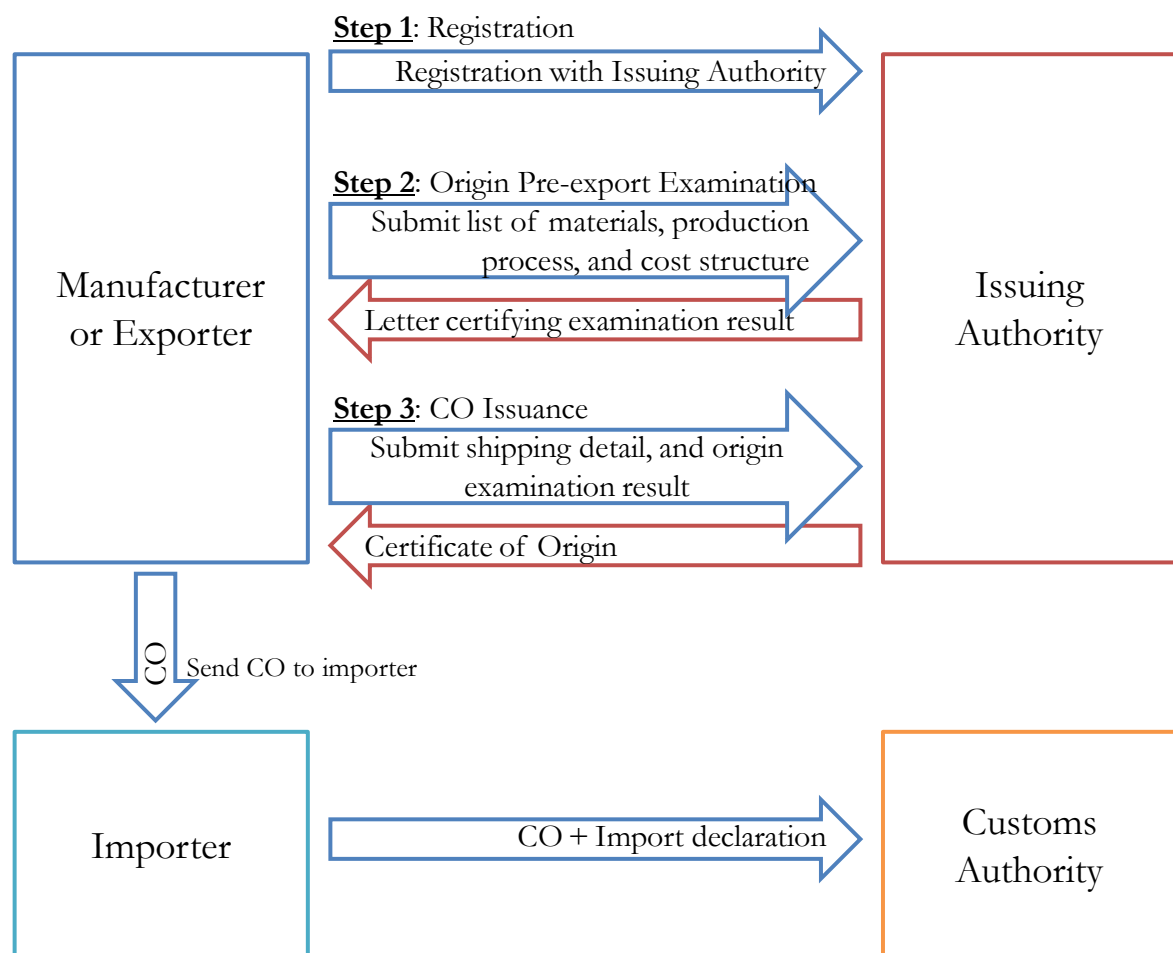 Step 1: Registration
Registration with Issuing Authority
Step 2: Origin Pre-export Examination
Submit list of materials, production
process, and cost structure
Manufacturer
or Exporter
Issuing
Authority
Letter certifying examination result
Step 3: CO Issuance
Submit shipping detail, and origin
examination result
Certificate of Origin
CO
Send CO to importer
Importer
CO + Import declaration
Customs
Authority